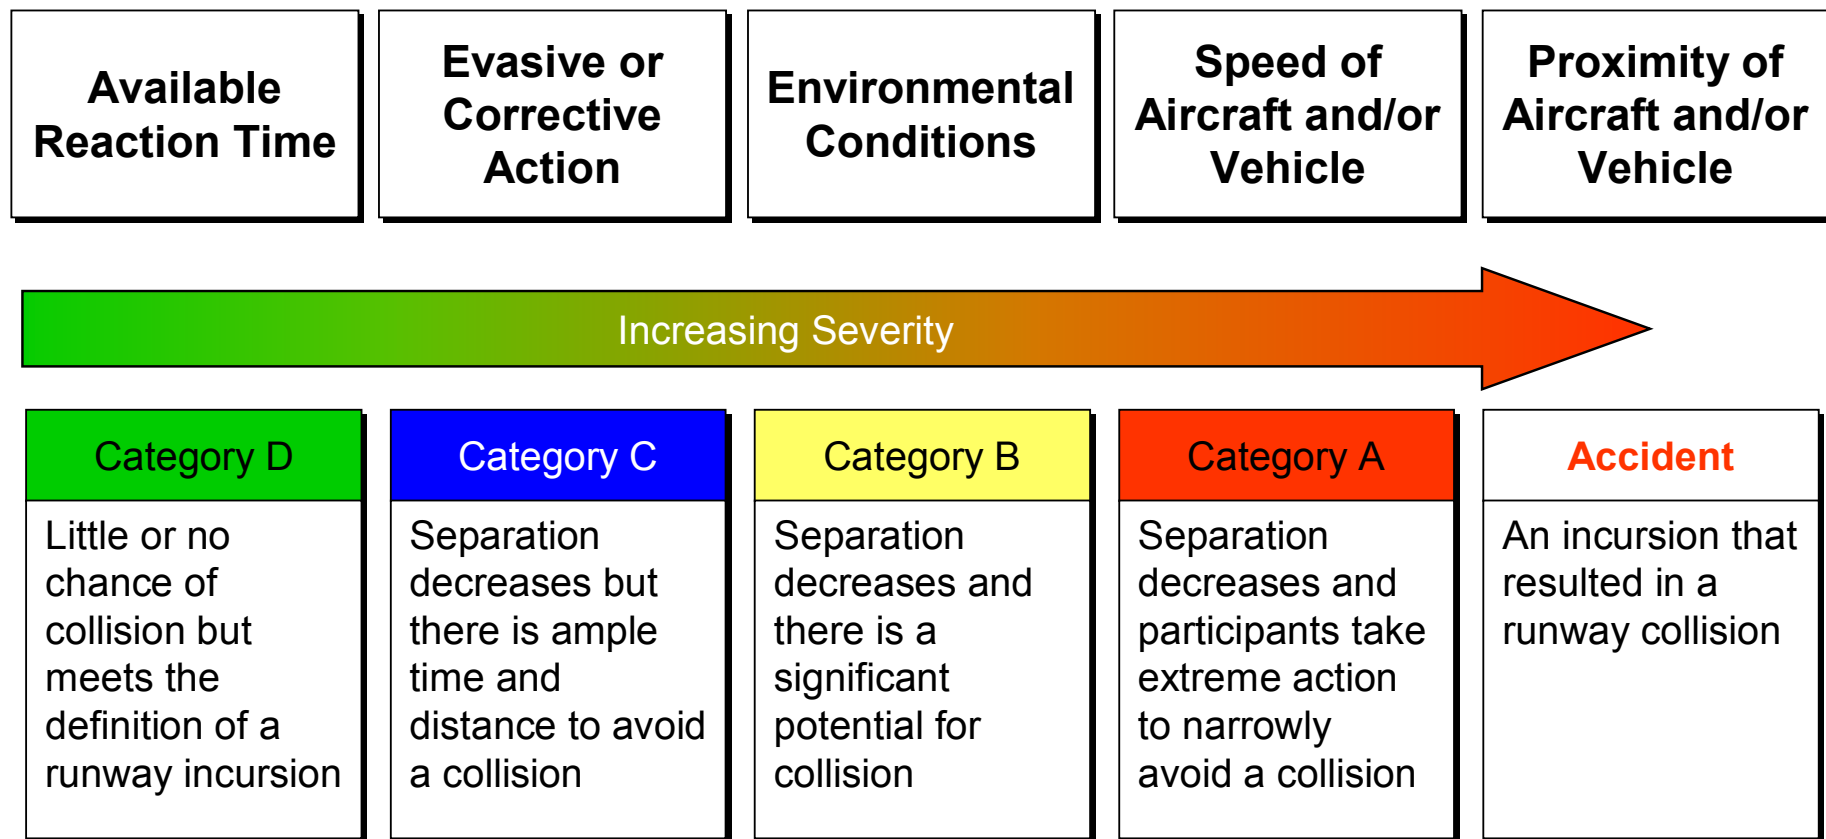 Available
Reaction Time
Evasive or
Corrective
Action
Environmental
Conditions
Speed of
Aircraft and/or
Vehicle
Proximity of
Aircraft and/or
Vehicle
Increasing Severity
Category D
Little or no
chance of
collision but
meets the
definition of a
runway incursion
Category C
Separation
decreases but
there is ample
time and
distance to avoid
a collision
Category B
Separation
decreases and
there is a
significant
potential for
collision
Category A
Separation
decreases and
participants take
extreme action
to narrowly
avoid a collision
Accident
An incursion that
resulted in a
runway collision